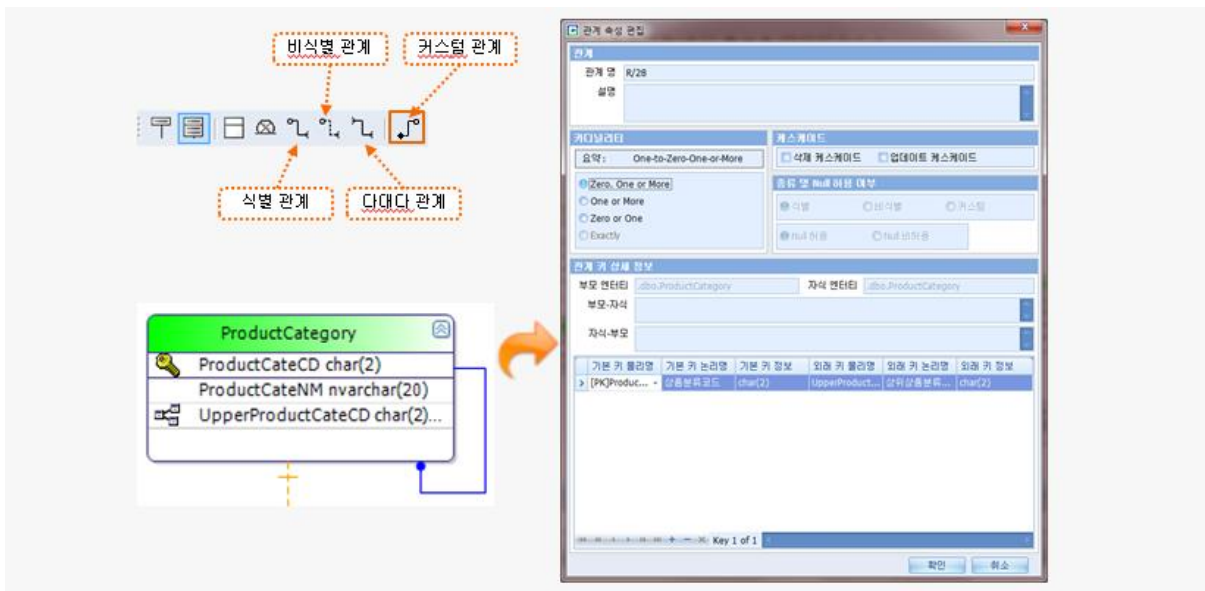 비식별 관계
커스텀 관계
식별 관계
다대다 관계
ProductCategory
ProductCateCD char(2)
ProductCateNM nvarchar(20)
UpperProductCateCD char(2)...
관계 속성 편집
관계
관계 명 R/28
설명
카디널리티
캐스케이드
요약: One-to-Zero-One-or-More
삭제 케스케이드 업데이트 케스케이드
Zero, One or More
One or More
Zero or One
Exactly
종류 및 Null 허용 여부
식별 비식별 커스텀
Null 허용 Null 비허용
관계 키 상세 정보
부모 엔터티 .dbo.ProductCategory 자식 엔터티 .dbo.ProductCategory
부모-자식
자식-부모
기본 키 물리명 기본 키 논리명 기본 키 정보 외래 키 물리명 외래 키 논리명 외래 키 정보
[PK]Produc... 상품분류코드 char(2) UpperProduct... 상위상품분류... char(2)
Key 1 of 1
확인 취소